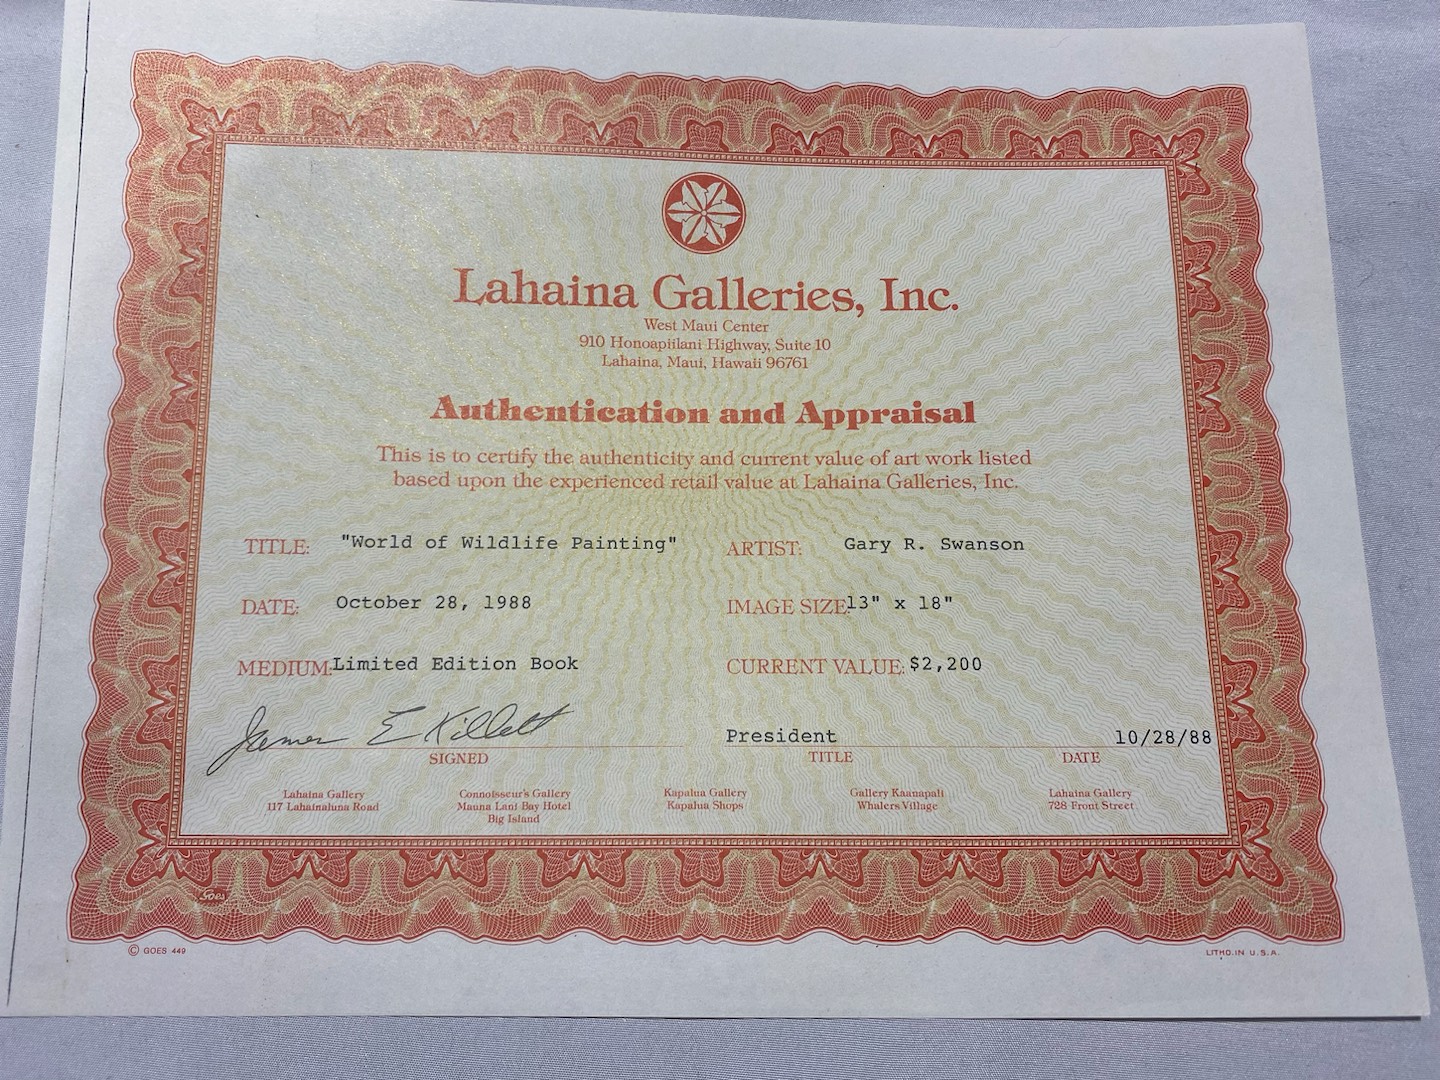 Lahaina Galleries, Inc.
West Maui Center
910 Honoapiilani Highway, Suite 10
Lahaina, Maui, Hawaii 96761
Authentication and Appraisal
This is to certify the authenticity and current value of art work listed
based upon the experienced retail value at Lahaina Galleries, Inc.
TITLE: "World of Wildlife Painting" ARTIST: Gary R. Swanson
DATE: October 28, 1988 IMAGE SIZE 13" x 18"
MEDIUM: Limited Edition Book CURRENT VALUE: $2,200
James E Killett President 10/28/88
SIGNED TITLE DATE
Lahaina Gallery
117 Lahainaluna Road
Connoisseur's Gallery
Mauna Lani Bay Hotel
Big Island
Kapalua Gallery
Kapalua Shops
Gallery Kaanapali
Whalers Village
Lahaina Gallery
728 Front Street
Goes
© GOES 449
LITHO. IN U.S.A.